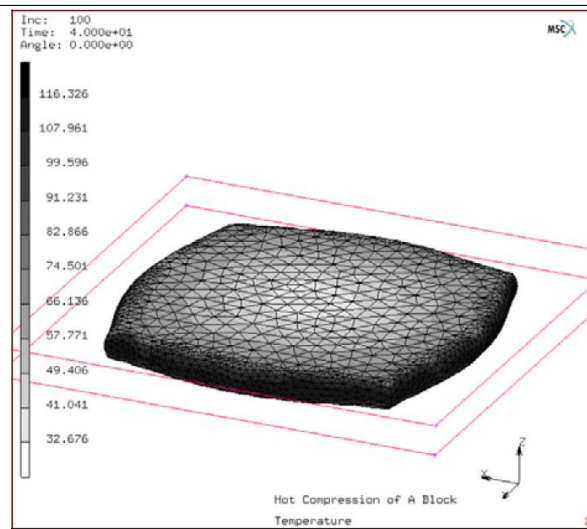 Inc: 100
Time: 4.000e+01
Angle: 0.000e+00
MSC
116.326
107.961
99.596
91.231
82.866
74.501
66.136
57.771
49.406
41.041
32.676
Z
X
Y
Hot Compression of A Block
Temperature